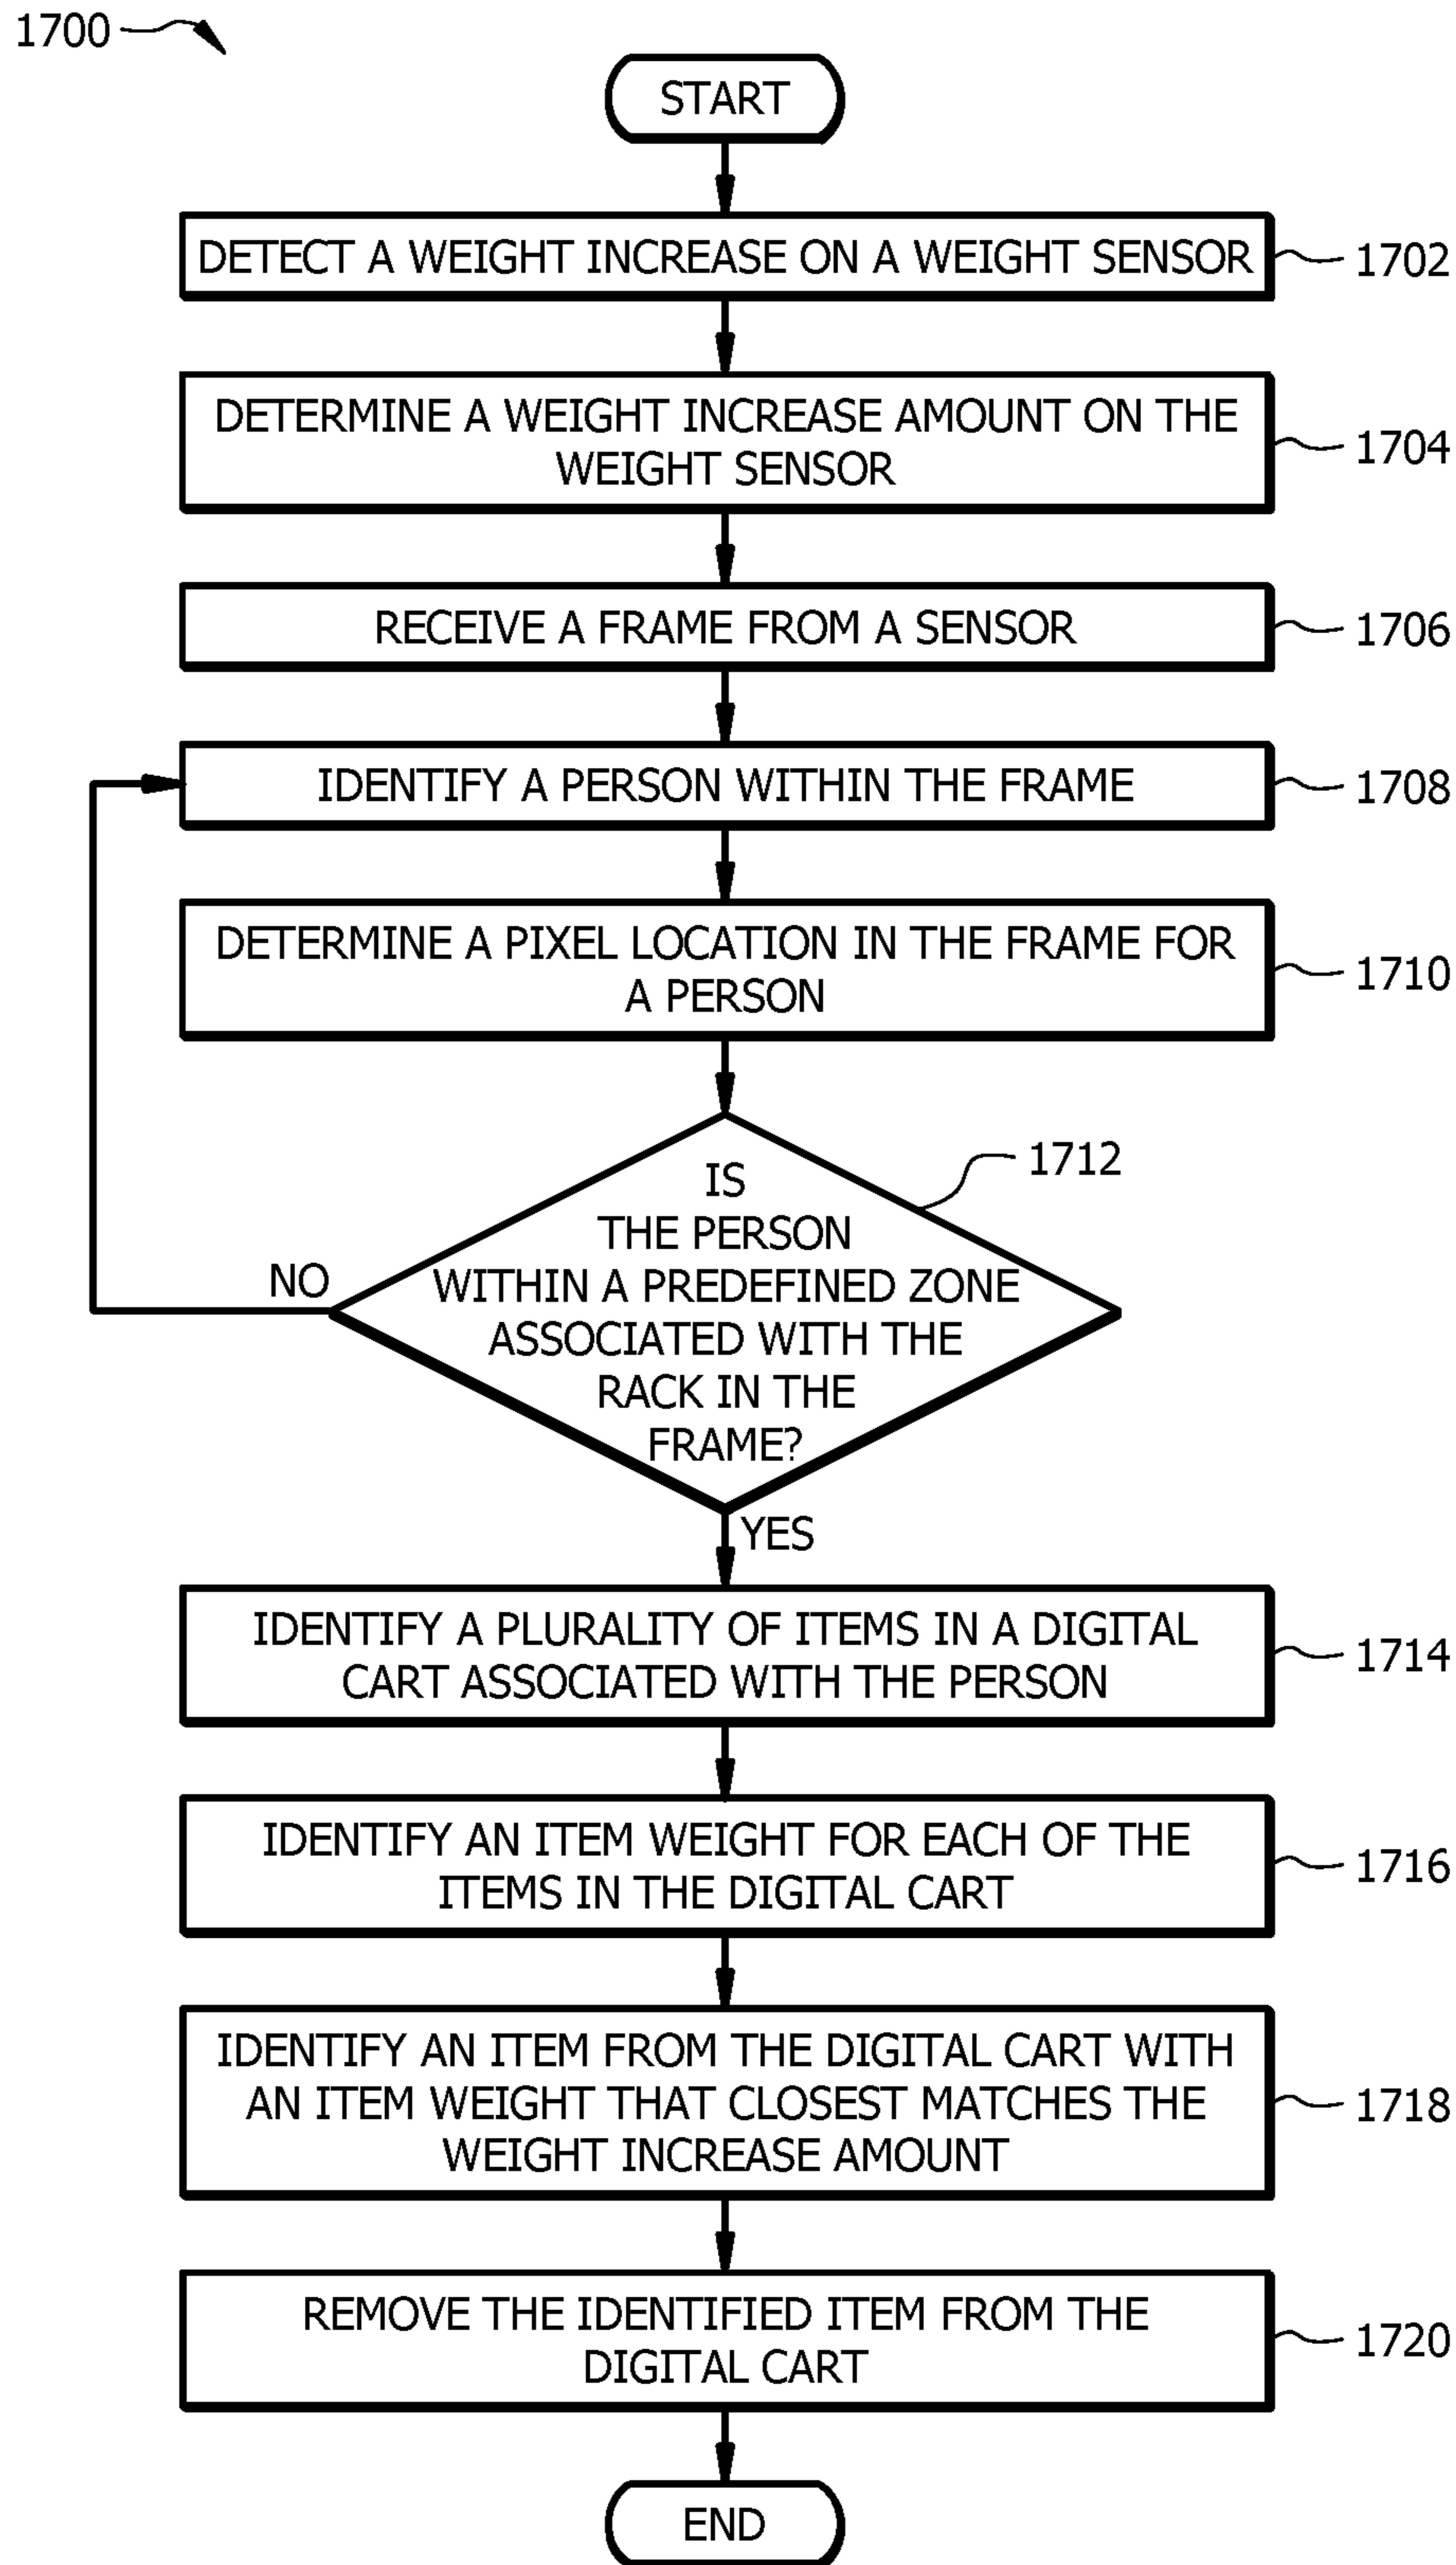 1700
START
DETECT A WEIGHT INCREASE ON A WEIGHT SENSOR
1702
DETERMINE A WEIGHT INCREASE AMOUNT ON THE
WEIGHT SENSOR
1704
RECEIVE A FRAME FROM A SENSOR
1706
IDENTIFY A PERSON WITHIN THE FRAME
1708
DETERMINE A PIXEL LOCATION IN THE FRAME FOR
A PERSON
1710
1712
IS
THE PERSON
WITHIN A PREDEFINED ZONE
ASSOCIATED WITH THE
RACK IN THE
FRAME?
NO
YES
IDENTIFY A PLURALITY OF ITEMS IN A DIGITAL
CART ASSOCIATED WITH THE PERSON
1714
IDENTIFY AN ITEM WEIGHT FOR EACH OF THE
ITEMS IN THE DIGITAL CART
1716
IDENTIFY AN ITEM FROM THE DIGITAL CART WITH
AN ITEM WEIGHT THAT CLOSEST MATCHES THE
WEIGHT INCREASE AMOUNT
1718
REMOVE THE IDENTIFIED ITEM FROM THE
DIGITAL CART
1720
END